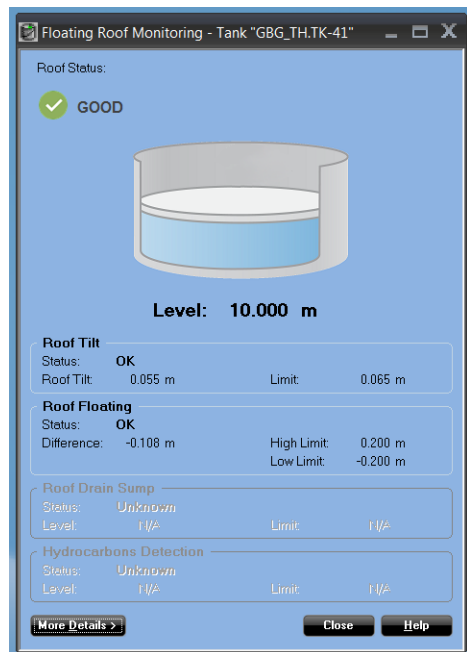 Floating Roof Monitoring - Tank "GBG_TH.TK-41"
Roof Status:
GOOD
Level: 10.000 m
Roof Tilt
Status: OK
Roof Tilt: 0.055 m Limit: 0.065 m
Roof Floating
Status: OK
Difference: -0.108 m High Limit: 0.200 m
Low Limit: -0.200 m
Roof Drain Sump
Status: Unknown
Level: N/A Limit: N/A
Hydrocarbons Detection
Status: Unknown
Level: N/A Limit: N/A
More Details > Close Help